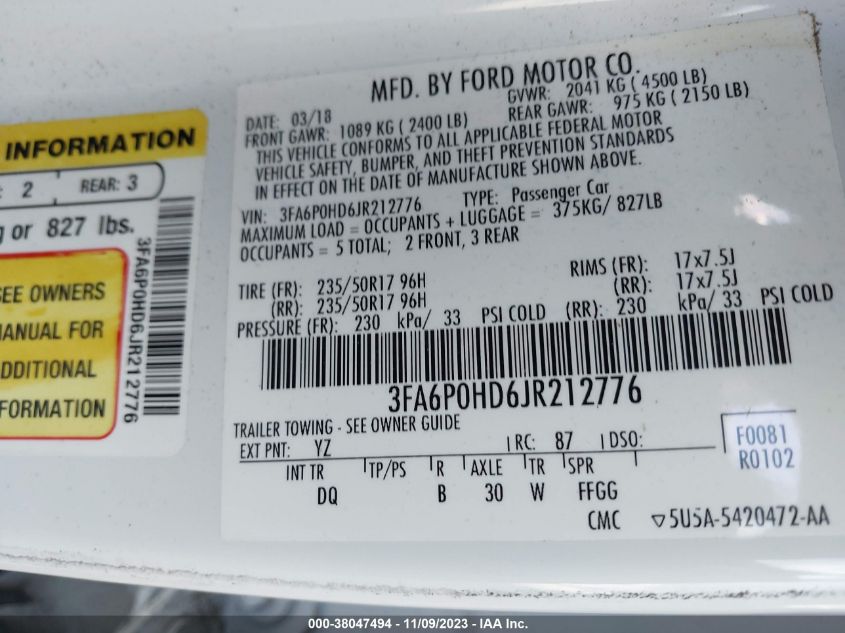 INFORMATION
2 REAR: 3
or 827 lbs.
SEE OWNERS
MANUAL FOR
ADDITIONAL
INFORMATION
3FA6P0HD6JR212776
MFD. BY FORD MOTOR CO.
DATE: 03/18 GVWR: 2041 KG ( 4500 LB)
FRONT GAWR: 1089 KG ( 2400 LB) REAR GAWR: 975 KG ( 2150 LB)
THIS VEHICLE CONFORMS TO ALL APPLICABLE FEDERAL MOTOR
VEHICLE SAFETY, BUMPER, AND THEFT PREVENTION STANDARDS
IN EFFECT ON THE DATE OF MANUFACTURE SHOWN ABOVE.
VIN: 3FA6P0HD6JR212776 TYPE: Passenger Car
MAXIMUM LOAD = OCCUPANTS + LUGGAGE = 375KG/ 827LB
OCCUPANTS = 5 TOTAL; 2 FRONT, 3 REAR
TIRE (FR): 235/50R17 96H RIMS (FR): 17x7.5J
(RR): 235/50R17 96H (RR): 17x7.5J
PRESSURE (FR): 230 kPa/ 33 PSI COLD (RR): 230 kPa/ 33 PSI COLD
3FA6P0HD6JR212776
TRAILER TOWING - SEE OWNER GUIDE
EXT PNT: YZ RC: 87 DSO:
F0081
R0102
INT TR TP/PS R AXLE TR SPR
DQ B 30 W FFGG
CMC ▽5U5A-5420472-AA
000-38047494 - 11/09/2023 - IAA Inc.